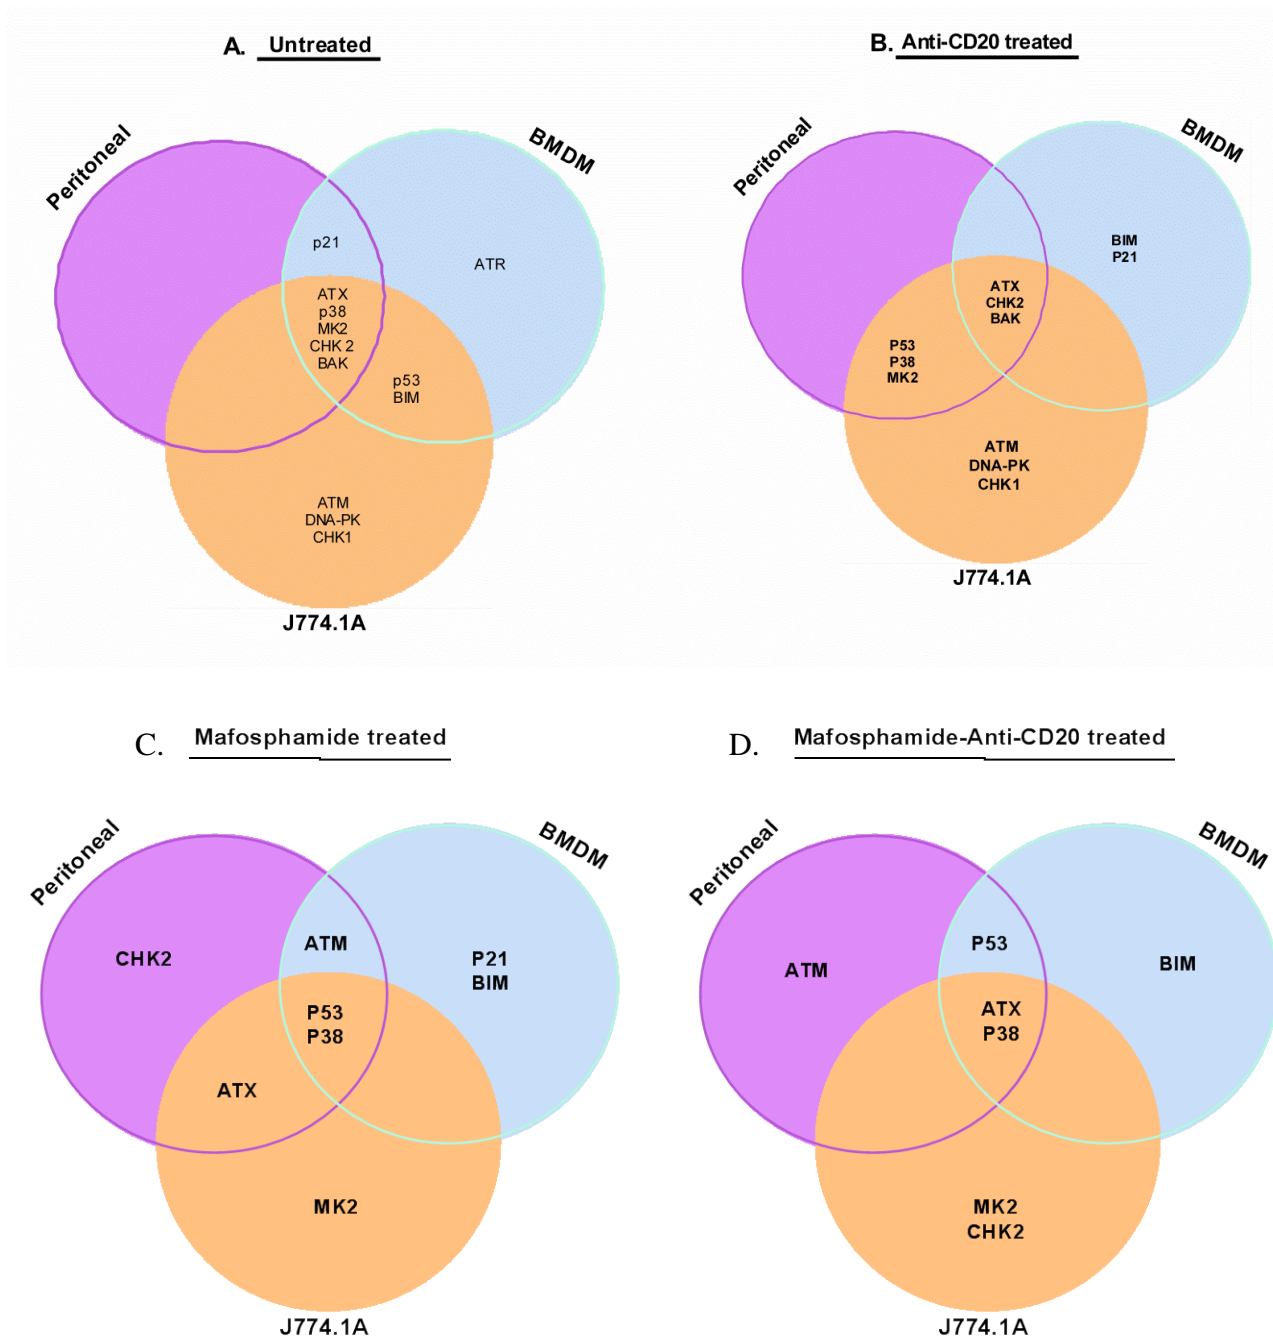 A. Untreated
Peritoneal
BMDM
p21
ATR
ATX
p38
MK2
CHK 2
BAK
p53
BIM
ATM
DNA-PK
CHK1
J774.1A
B. Anti-CD20 treated
Peritoneal
BMDM
BIM
P21
ATX
CHK2
BAK
P53
P38
MK2
ATM
DNA-PK
CHK1
J774.1A
C. Mafosphamide treated
Peritoneal
BMDM
CHK2
ATM
P21
BIM
P53
P38
ATX
MK2
J774.1A
D. Mafosphamide-Anti-CD20 treated
Peritoneal
BMDM
P53
ATM
BIM
ATX
P38
MK2
CHK2
J774.1A